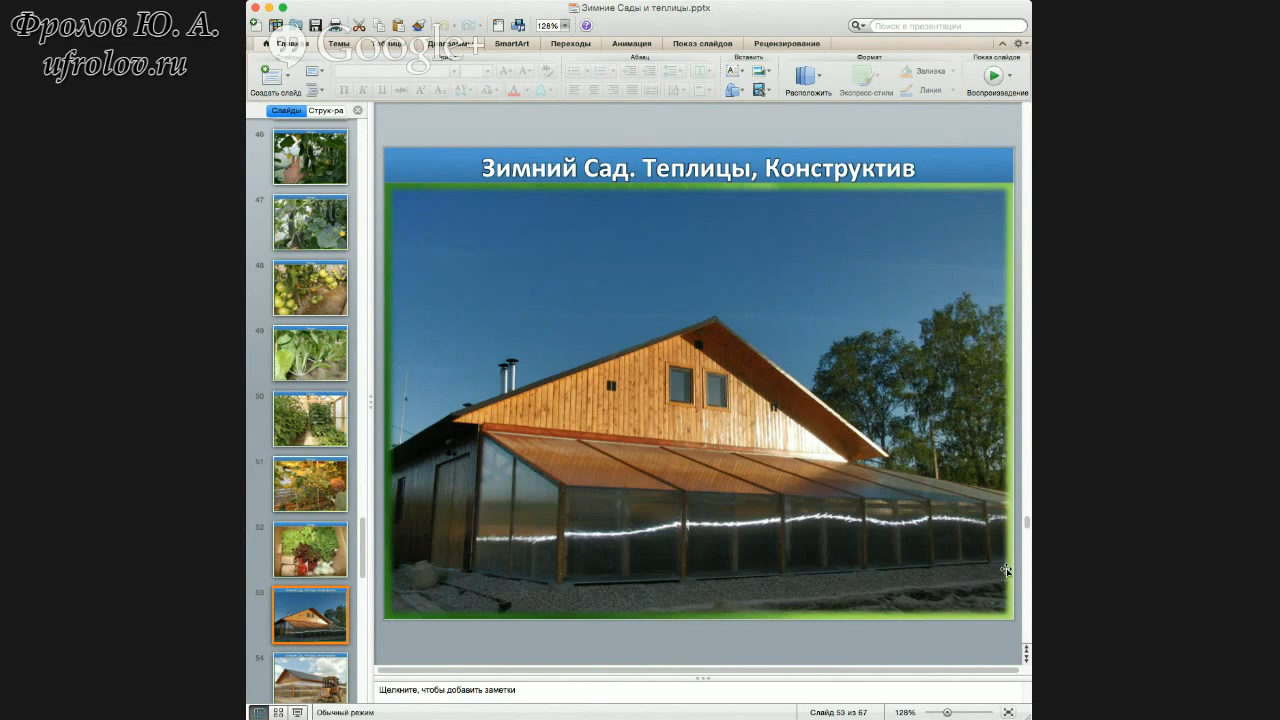 Фролов Ю. А.
ufrolov.ru
Зимние Сады и теплицы.pptx
128%
Поиск в презентации
Google+
Главная Темы Таблицы Диаграммы SmartArt Переходы Анимация Показ слайдов Рецензирование
Абзац Вставить Формат Показ слайдов
Создать слайд Расположить Экспресс-стили Заливка Линия Воспроизведение
Слайды Струк-ра
Зимний Сад. Теплицы, Конструктив
46
47
48
49
50
51
52
53
54
Щелкните, чтобы добавить заметки
Обычный режим Слайд 53 из 67 128%